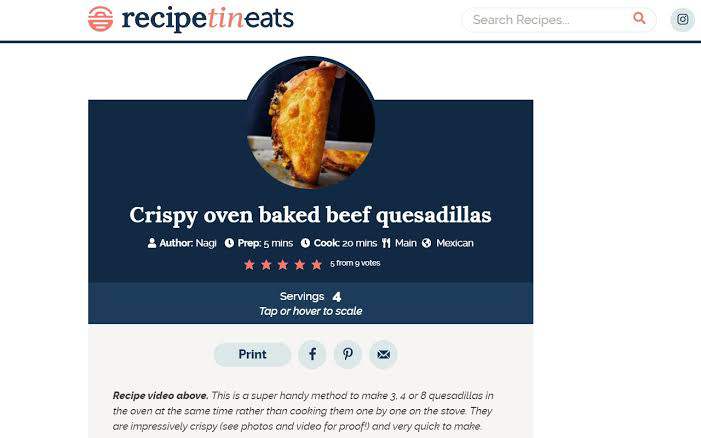 recipetineats
Search Recipes...
Crispy oven baked beef quesadillas
Author: Nagi Prep: 5 mins Cook: 20 mins Main Mexican
5 from 9 votes
Servings 4
Tap or hover to scale
Print
Recipe video above. This is a super handy method to make 3, 4 or 8 quesadillas in
the oven at the same time rather than cooking them one by one on the stove. They
are impressively crispy (see photos and video for proof!) and very quick to make.